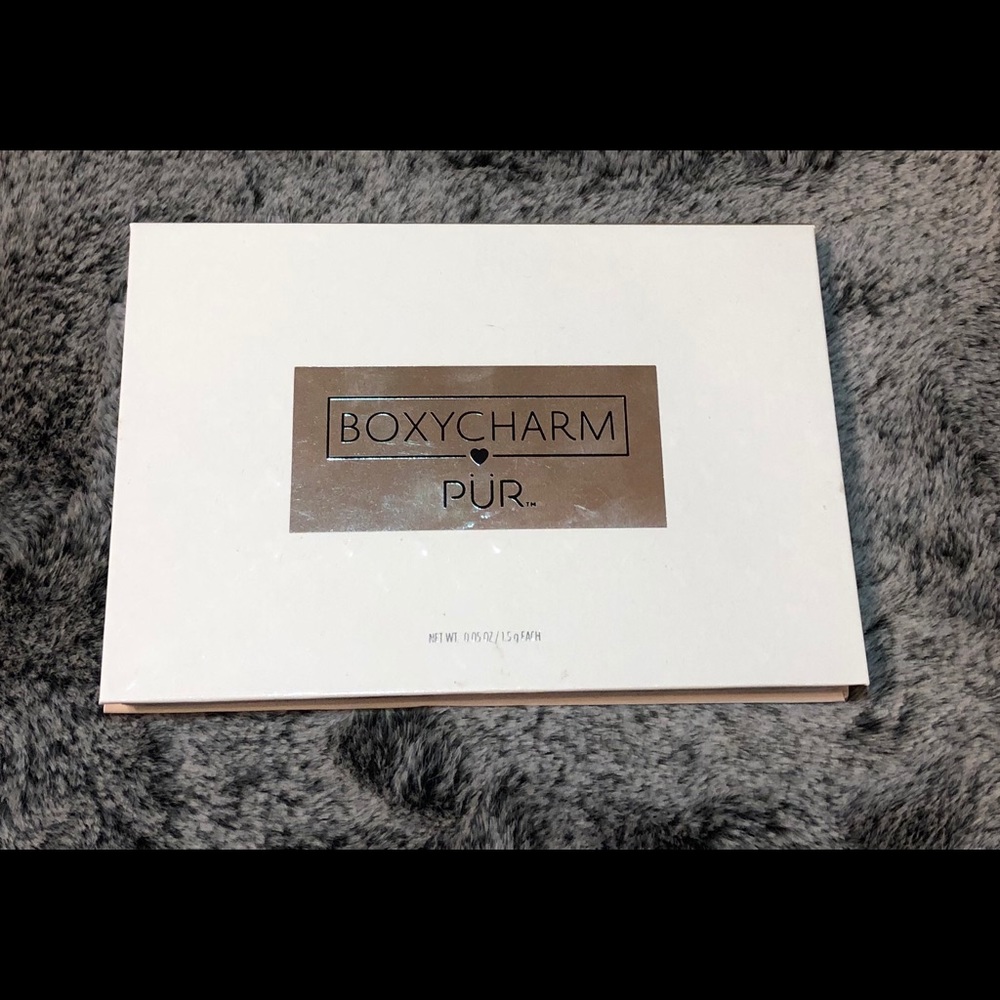 BOXYCHARM
PÜR™
NET WT. 0.05 OZ / 1.5 g EACH